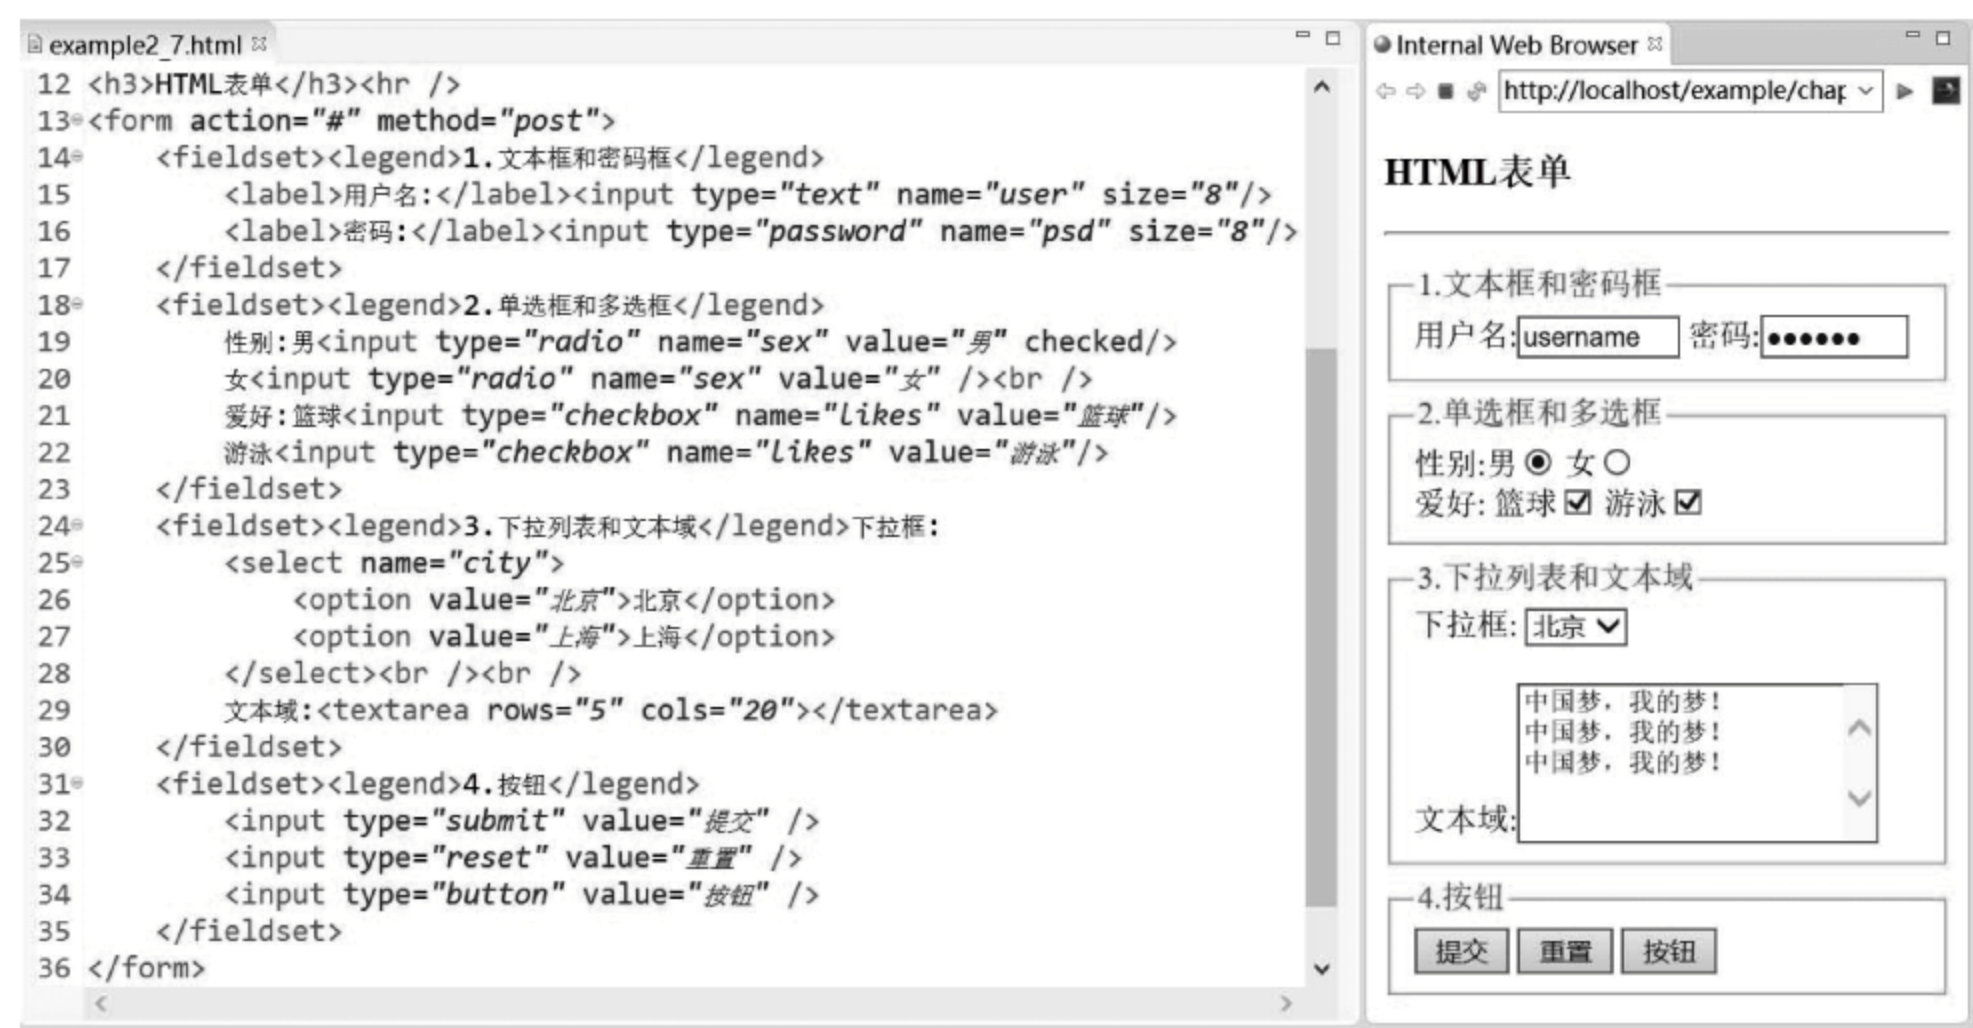 example2_7.html
12 <h3>HTML表单</h3><hr />
13 <form action="#" method="post">
14 <fieldset><legend>1.文本框和密码框</legend>
15 <label>用户名:</label><input type="text" name="user" size="8"/>
16 <label>密码:</label><input type="password" name="psd" size="8"/>
17 </fieldset>
18 <fieldset><legend>2.单选框和多选框</legend>
19 性别:男<input type="radio" name="sex" value="男" checked/>
20 女<input type="radio" name="sex" value="女" /><br />
21 爱好:篮球<input type="checkbox" name="likes" value="篮球"/>
22 游泳<input type="checkbox" name="likes" value="游泳"/>
23 </fieldset>
24 <fieldset><legend>3.下拉列表和文本域</legend>下拉框:
25 <select name="city">
26 <option value="北京">北京</option>
27 <option value="上海">上海</option>
28 </select><br /><br />
29 文本域:<textarea rows="5" cols="20"></textarea>
30 </fieldset>
31 <fieldset><legend>4.按钮</legend>
32 <input type="submit" value="提交" />
33 <input type="reset" value="重置" />
34 <input type="button" value="按钮" />
35 </fieldset>
36 </form>
Internal Web Browser
http://localhost/example/chap
HTML表单
1.文本框和密码框
用户名:username 密码:●●●●●●
2.单选框和多选框
性别:男 女
爱好: 篮球 游泳
3.下拉列表和文本域
下拉框: 北京
中国梦，我的梦！
中国梦，我的梦！
中国梦，我的梦！
文本域:
4.按钮
提交 重置 按钮